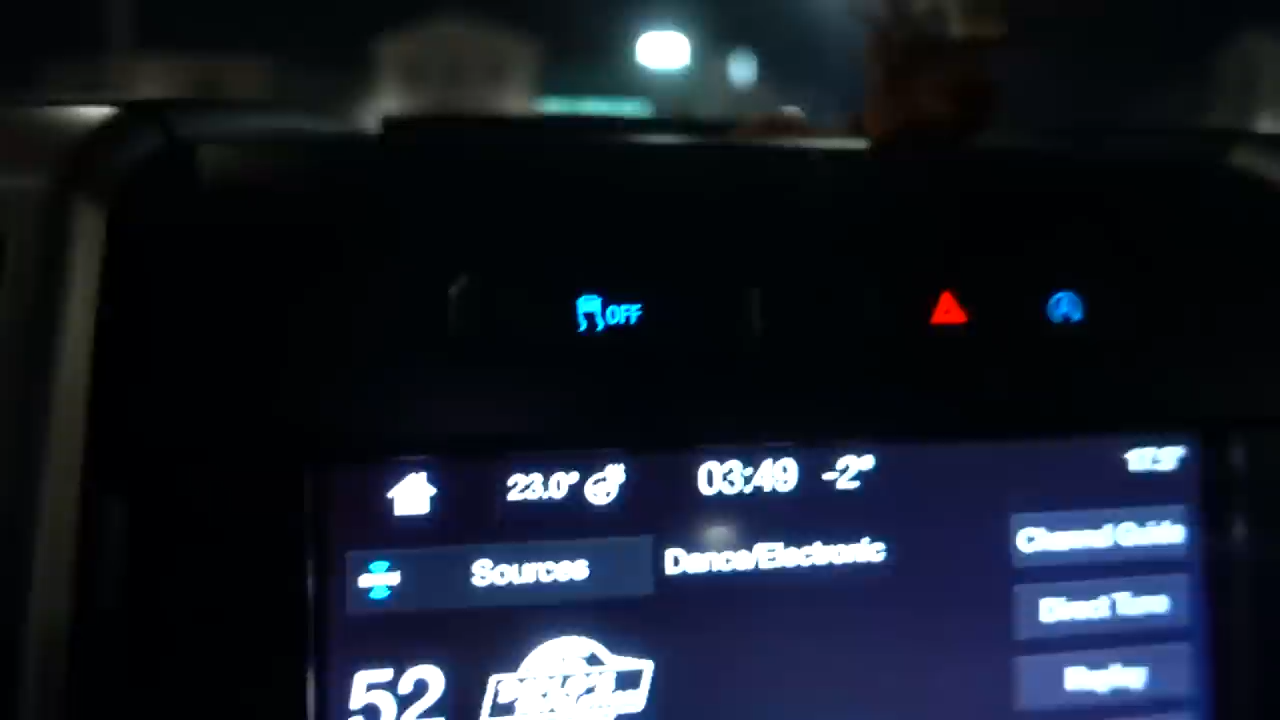 OFF
23.0° 03:49 -2°
Sources Dance/Electronic Channel Guide
Direct Tune
Replay
52